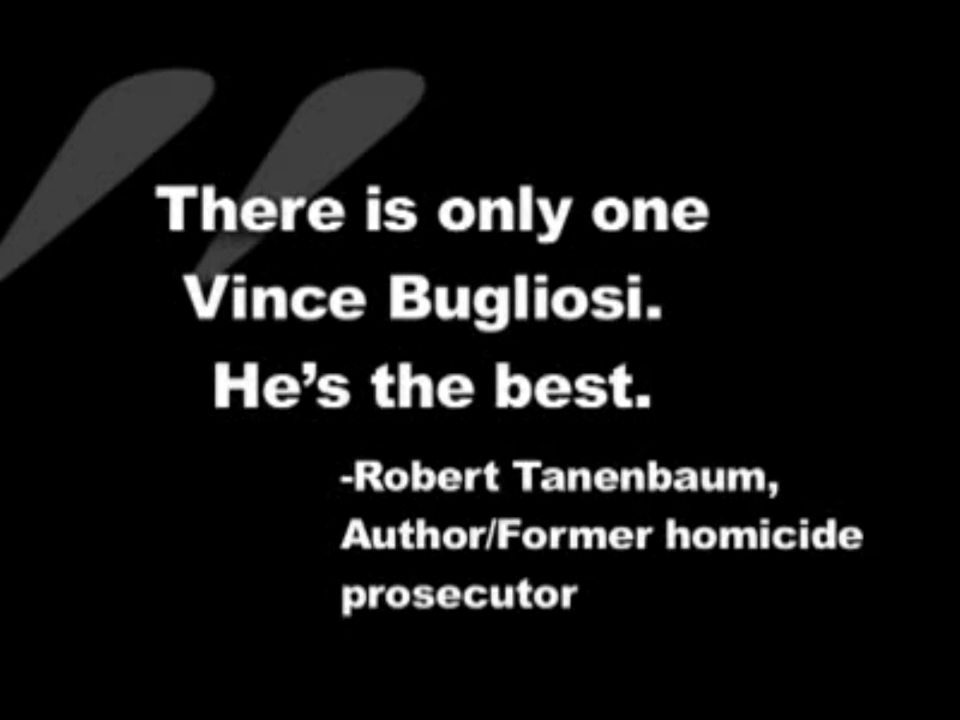 There is only one
Vince Bugliosi.
He’s the best.
-Robert Tanenbaum,
Author/Former homicide
prosecutor